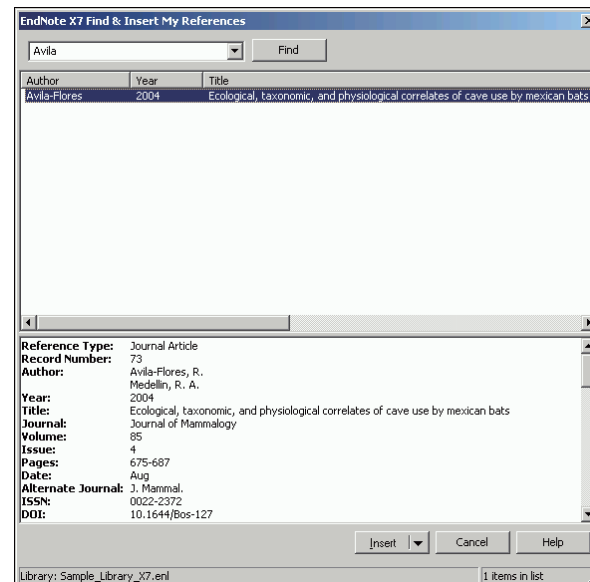 EndNote X7 Find & Insert My References
Avila Find
Author Year Title
Avila-Flores 2004 Ecological, taxonomic, and physiological correlates of cave use by mexican bats
Reference Type: Journal Article
Record Number: 73
Author: Avila-Flores, R.
Medellin, R. A.
Year: 2004
Title: Ecological, taxonomic, and physiological correlates of cave use by mexican bats
Journal: Journal of Mammalogy
Volume: 85
Issue: 4
Pages: 675-687
Date: Aug
Alternate Journal: J. Mammal.
ISSN: 0022-2372
DOI: 10.1644/Bos-127
Insert Cancel Help
Library: Sample_Library_X7.enl 1 items in list